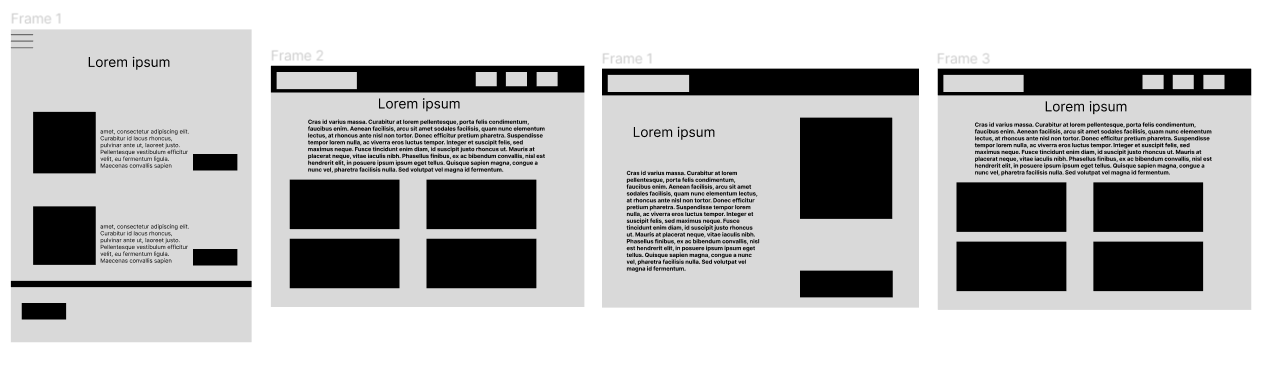 Frame 1
Lorem ipsum
amet, consectetur adipiscing elit.
Curabitur id lacus rhoncus,
pulvinar ante ut, laoreet justo.
Pellentesque vestibulum efficitur
velit, eu fermentum ligula.
Maecenas convallis sapien
amet, consectetur adipiscing elit.
Curabitur id lacus rhoncus,
pulvinar ante ut, laoreet justo.
Pellentesque vestibulum efficitur
velit, eu fermentum ligula.
Maecenas convallis sapien
Frame 2
Lorem ipsum
Cras id varius massa. Curabitur at lorem pellentesque, porta felis condimentum,
faucibus enim. Aenean facilisis, arcu sit amet sodales facilisis, quam nunc elementum
lectus, at rhoncus ante nisl non tortor. Donec efficitur pretium pharetra. Suspendisse
tempor lorem nulla, ac viverra eros luctus tempor. Integer et suscipit felis, sed
maximus neque. Fusce tincidunt enim diam, id suscipit justo rhoncus ut. Mauris at
placerat neque, vitae iaculis nibh. Phasellus finibus, ex ac bibendum convallis, nisl est
hendrerit elit, in posuere ipsum ipsum eget tellus. Quisque sapien tortor, congue a
nunc vel, pharetra facilisis nulla. Sed volutpat vel magna id fermentum.
Frame 1
Lorem ipsum
Cras id varius massa. Curabitur at lorem
pellentesque, porta felis condimentum,
faucibus enim. Aenean facilisis, arcu sit amet
sodales facilisis, quam nunc elementum lectus,
at rhoncus ante nisl non tortor. Donec efficitur
pretium pharetra. Suspendisse tempor lorem
nulla, ac viverra eros luctus tempor. Integer et
suscipit felis, sed maximus neque. Fusce
tincidunt enim diam, id suscipit justo rhoncus
ut. Mauris at placerat neque, vitae iaculis nibh.
Phasellus finibus, ex ac bibendum convallis, nisl
est hendrerit elit, in posuere ipsum ipsum eget
tellus. Quisque sapien mauris, congue a nunc
vel, pharetra facilisis nulla. Sed volutpat vel
magna id fermentum.
Frame 3
Lorem ipsum
Cras id varius massa. Curabitur at lorem pellentesque, porta felis condimentum,
faucibus enim. Aenean facilisis, arcu sit amet sodales facilisis, quam nunc elementum
lectus, at rhoncus ante nisl non tortor. Donec efficitur pretium pharetra. Suspendisse
tempor lorem nulla, ac viverra eros luctus tempor. Integer et suscipit felis, sed
maximus neque. Fusce tincidunt enim diam, id suscipit justo rhoncus ut. Mauris at
placerat neque, vitae iaculis nibh. Phasellus finibus, ex ac bibendum convallis, nisl est
nunc vel, pharetra facilisis nulla. Sed volutpat vel magna id fermentum.